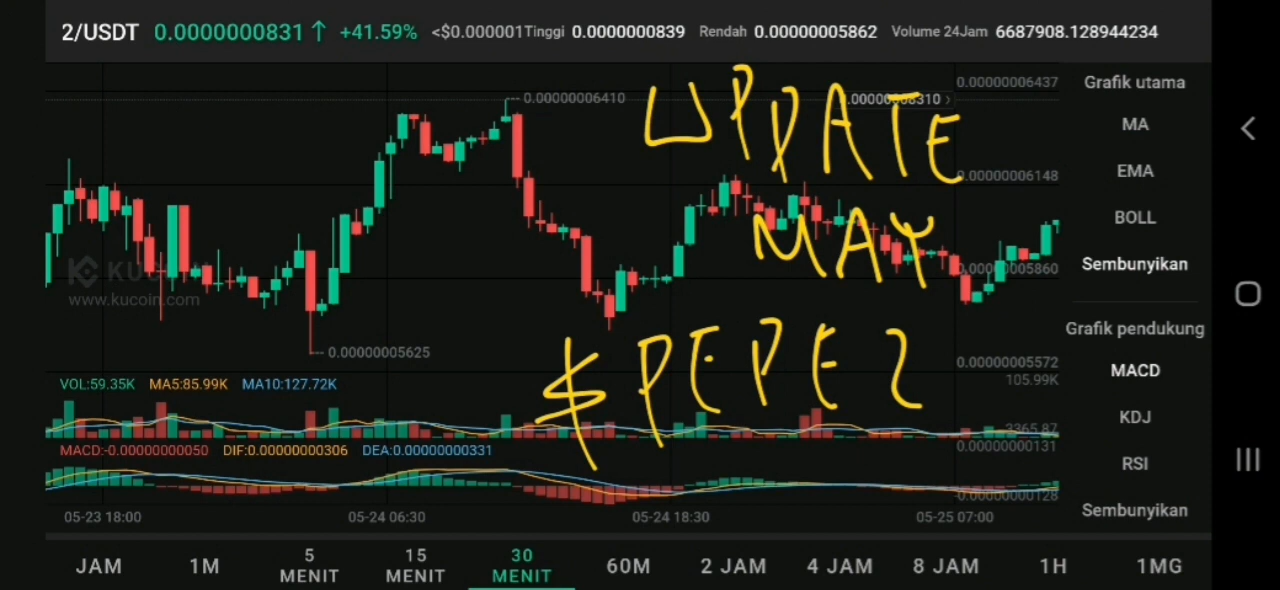 2/USDT 0.0000000831↑ +41.59% <$0.000001 Tinggi 0.0000000839 Rendah 0.00000005862 Volume 24Jam 6687908.128944234
0.00000006437
0.00000006410
UPDATE
0.00000006148
MAY
0.00000005860
KUCOIN
www.kucoin.com
0.00000005625
0.00000005572
$PEPE2
VOL:59.35K MA5:85.99K MA10:127.72K
105.99K
3365.87
MACD:-0.00000000050 DIF:0.00000000306 DEA:0.00000000331
0.00000000131
-0.00000000128
05-23 18:00 05-24 06:30 05-24 18:30 05-25 07:00
Grafik utama
MA
EMA
BOLL
Sembunyikan
Grafik pendukung
MACD
KDJ
RSI
Sembunyikan
JAM 1M 5 MENIT 15 MENIT 30 MENIT 60M 2 JAM 4 JAM 8 JAM 1H 1MG